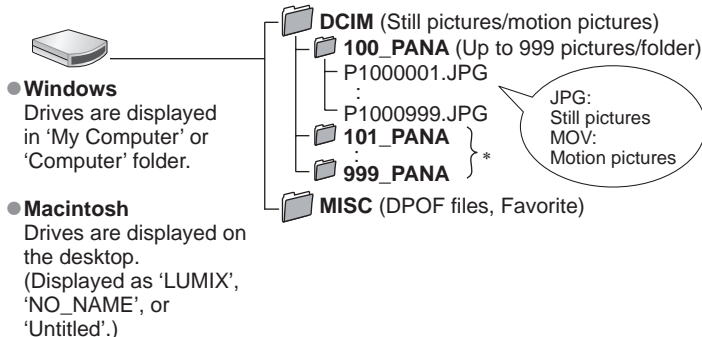 DCIM (Still pictures/motion pictures)
100_PANA (Up to 999 pictures/folder)
P1000001.JPG
:
P1000999.JPG
101_PANA
:
999_PANA
*
MISC (DPOF files, Favorite)
JPG:
Still pictures
MOV:
Motion pictures
● Windows
Drives are displayed
in ‘My Computer’ or
‘Computer’ folder.
● Macintosh
Drives are displayed on
the desktop.
(Displayed as ‘LUMIX’,
‘NO_NAME’, or
‘Untitled’.)